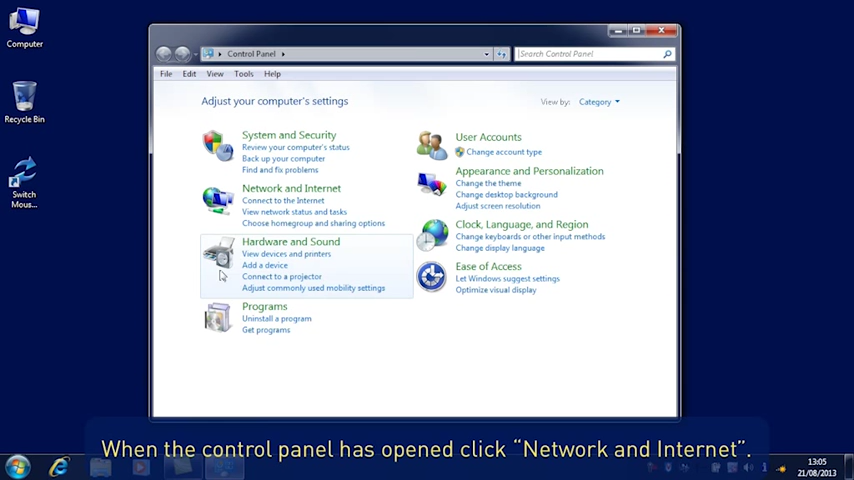 Computer
Recycle Bin
Switch
Mous...
Control Panel
Search Control Panel
File Edit View Tools Help
Adjust your computer's settings
View by: Category
System and Security
Review your computer's status
Back up your computer
Find and fix problems
Network and Internet
Connect to the Internet
View network status and tasks
Choose homegroup and sharing options
Hardware and Sound
View devices and printers
Add a device
Connect to a projector
Adjust commonly used mobility settings
Programs
Uninstall a program
Get programs
User Accounts
Change account type
Appearance and Personalization
Change the theme
Change desktop background
Adjust screen resolution
Clock, Language, and Region
Change keyboards or other input methods
Change display language
Ease of Access
Let Windows suggest settings
Optimize visual display
When the control panel has opened click “Network and Internet”.
13:05
21/08/2013